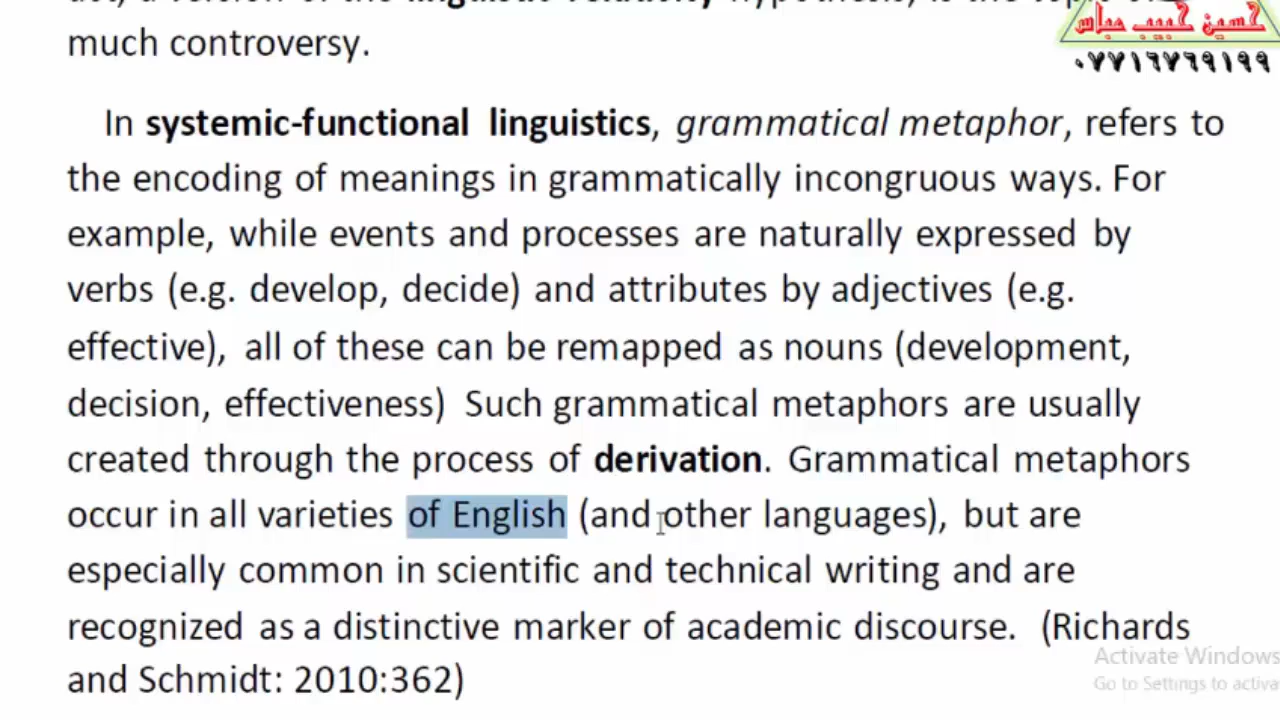 much controversy.
حسين حبيب عباس
٠٧٧١٦٧٦٩١٩٩
In systemic-functional linguistics, grammatical metaphor, refers to
the encoding of meanings in grammatically incongruous ways. For
example, while events and processes are naturally expressed by
verbs (e.g. develop, decide) and attributes by adjectives (e.g.
effective), all of these can be remapped as nouns (development,
decision, effectiveness) Such grammatical metaphors are usually
created through the process of derivation. Grammatical metaphors
occur in all varieties of English (and other languages), but are
especially common in scientific and technical writing and are
recognized as a distinctive marker of academic discourse. (Richards
and Schmidt: 2010:362)
Activate Windows
Go to Settings to activa